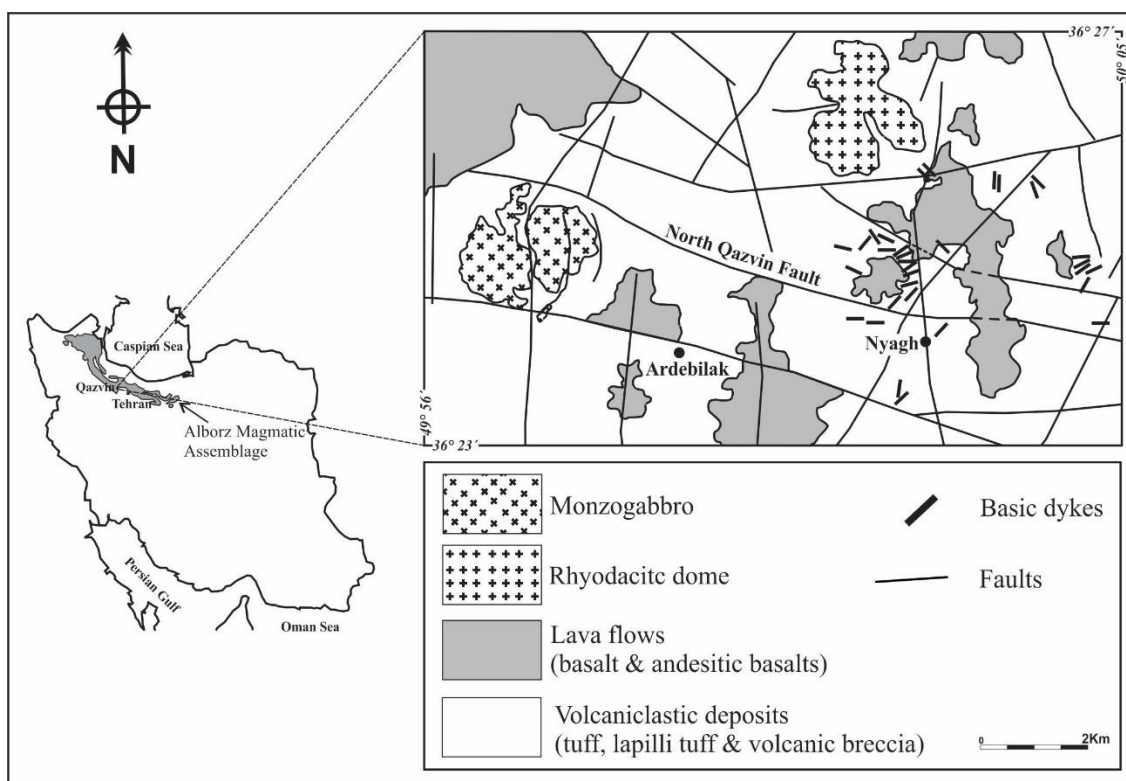 N
Caspian Sea
Qazvin
Tehran
Alborz Magmatic
Assemblage
Persian Gulf
Oman Sea
36° 27´
50° 05´
North Qazvin Fault
Nyagh
Ardebilak
49° 56´
36° 23´
Monzogabbro
Basic dykes
Rhyodacitc dome
Faults
Lava flows
(basalt & andesitic basalts)
Volcaniclastic deposits
(tuff, lapilli tuff & volcanic breccia)
0 2Km